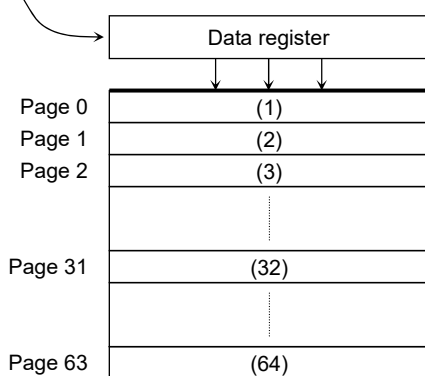 Data register
Page 0 (1)
Page 1 (2)
Page 2 (3)
Page 31 (32)
Page 63 (64)